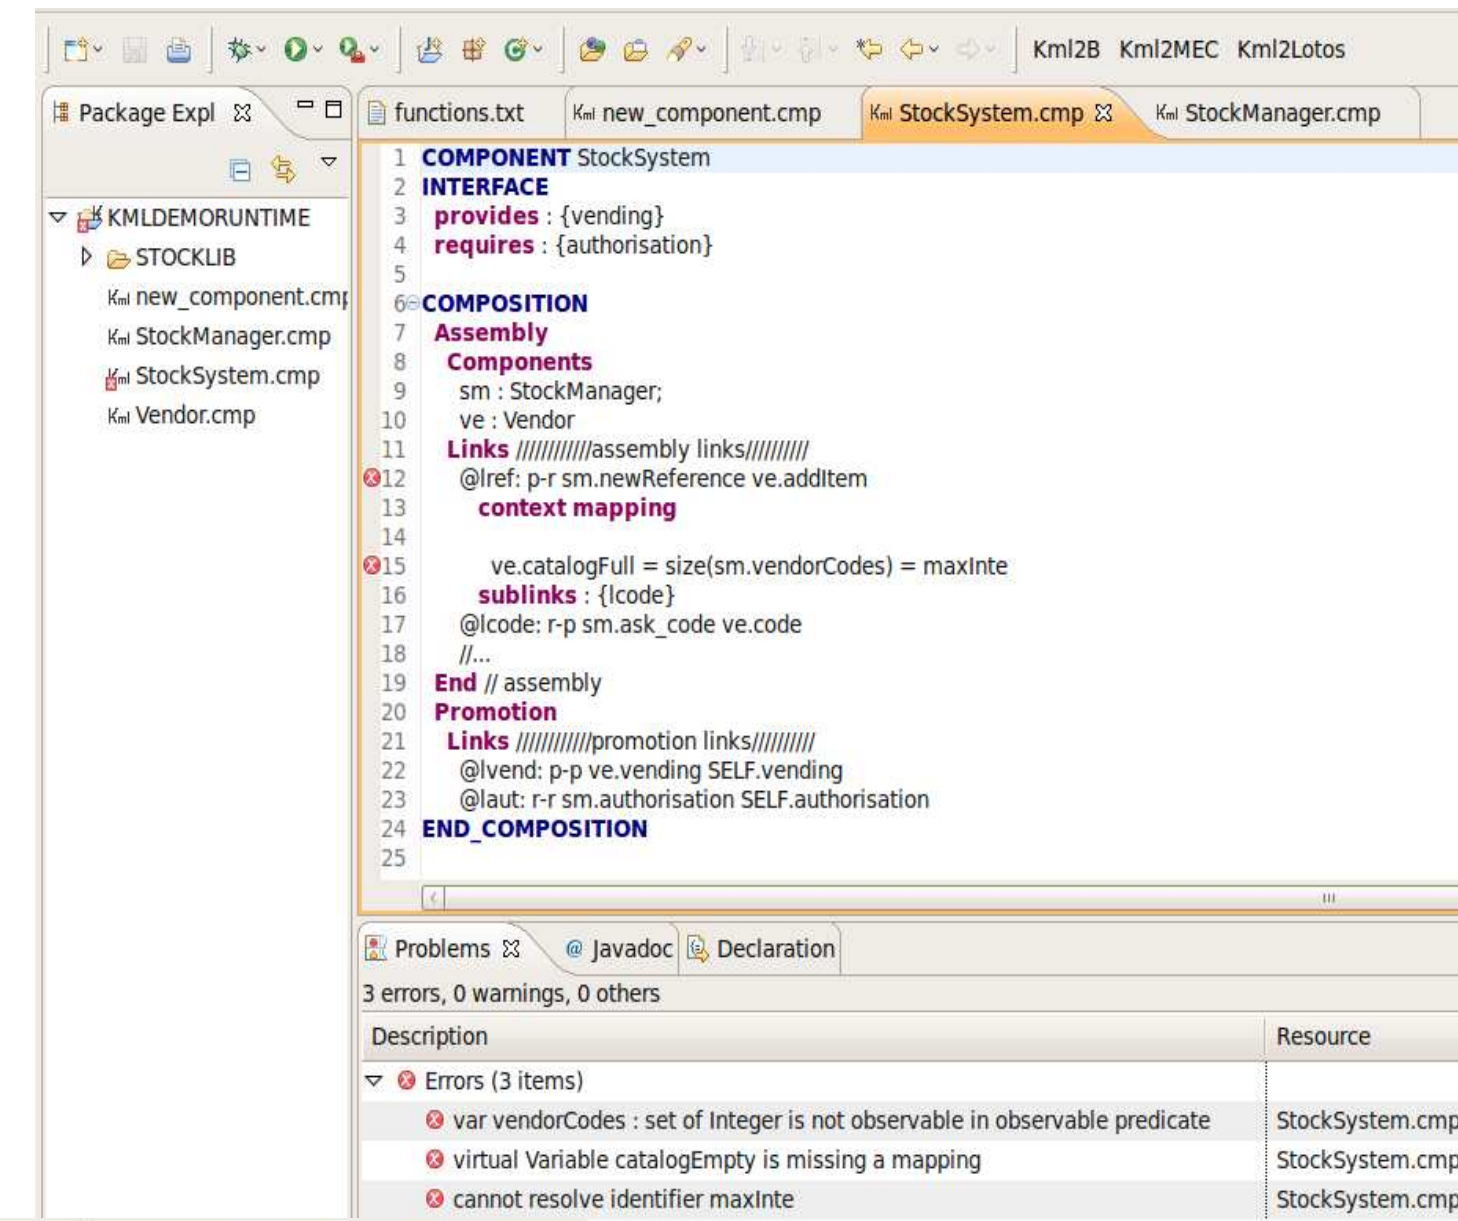 Kml2B Kml2MEC Kml2Lotos
Package Expl
functions.txt
Kml new_component.cmp
Kml StockSystem.cmp
Kml StockManager.cmp
KMLDEMORUNTIME
STOCKLIB
Kml new_component.cmp
Kml StockManager.cmp
Kml StockSystem.cmp
Kml Vendor.cmp
1 COMPONENT StockSystem
2 INTERFACE
3 provides : {vending}
4 requires : {authorisation}
5
6 COMPOSITION
7 Assembly
8 Components
9 sm : StockManager;
10 ve : Vendor
11 Links ////////////assembly links//////////
12 @lref: p-r sm.newReference ve.addItem
13 context mapping
14
15 ve.catalogFull = size(sm.vendorCodes) = maxInte
16 sublinks : {lcode}
17 @lcode: r-p sm.ask_code ve.code
18 //...
19 End // assembly
20 Promotion
21 Links ////////////promotion links//////////
22 @lvend: p-p ve.vending SELF.vending
23 @laut: r-r sm.authorisation SELF.authorisation
24 END_COMPOSITION
25
Problems
@ Javadoc
Declaration
3 errors, 0 warnings, 0 others
Description Resource
Errors (3 items)
var vendorCodes : set of Integer is not observable in observable predicate StockSystem.cmp
virtual Variable catalogEmpty is missing a mapping StockSystem.cmp
cannot resolve identifier maxInte StockSystem.cmp